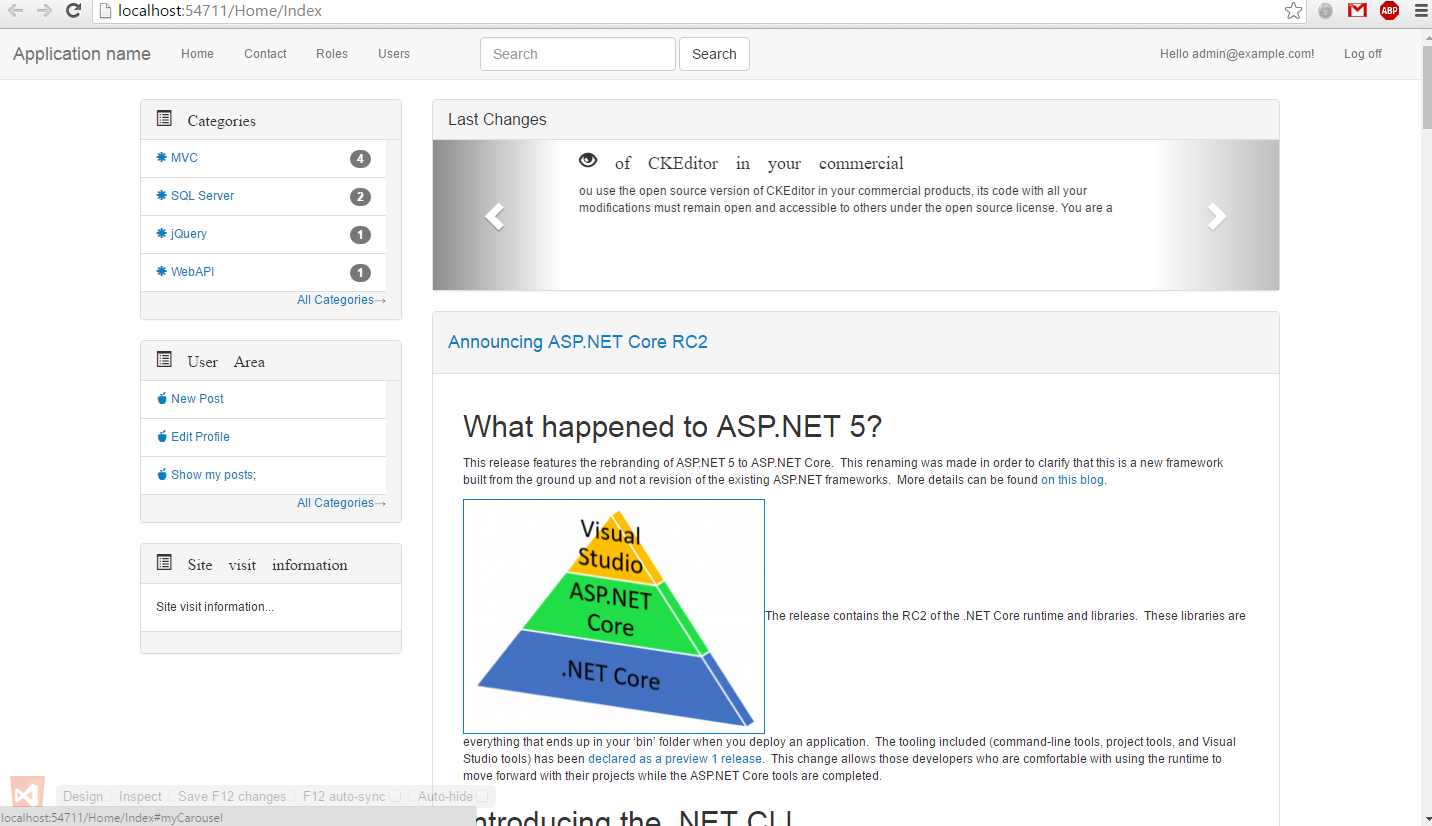 localhost:54711/Home/Index
ABP
Application name Home Contact Roles Users Search Search Hello admin@example.com! Log off
Categories
MVC 4
SQL Server 2
jQuery 1
WebAPI 1
All Categories→
User Area
New Post
Edit Profile
Show my posts;
All Categories→
Site visit information
Site visit information...
Last Changes
of CKEditor in your commercial
ou use the open source version of CKEditor in your commercial products, its code with all your
modifications must remain open and accessible to others under the open source license. You are a
Announcing ASP.NET Core RC2
What happened to ASP.NET 5?
This release features the rebranding of ASP.NET 5 to ASP.NET Core.  This renaming was made in order to clarify that this is a new framework
built from the ground up and not a revision of the existing ASP.NET frameworks.  More details can be found on this blog.
Visual
Studio
ASP.NET
Core
.NET Core
The release contains the RC2 of the .NET Core runtime and libraries.  These libraries are
everything that ends up in your ‘bin’ folder when you deploy an application.  The tooling included (command-line tools, project tools, and Visual
Studio tools) has been declared as a preview 1 release.  This change allows those developers who are comfortable with using the runtime to
move forward with their projects while the ASP.NET Core tools are completed.
ntroducing the .NET CLI
Design Inspect Save F12 changes F12 auto-sync Auto-hide
localhost:54711/Home/Index#myCarousel